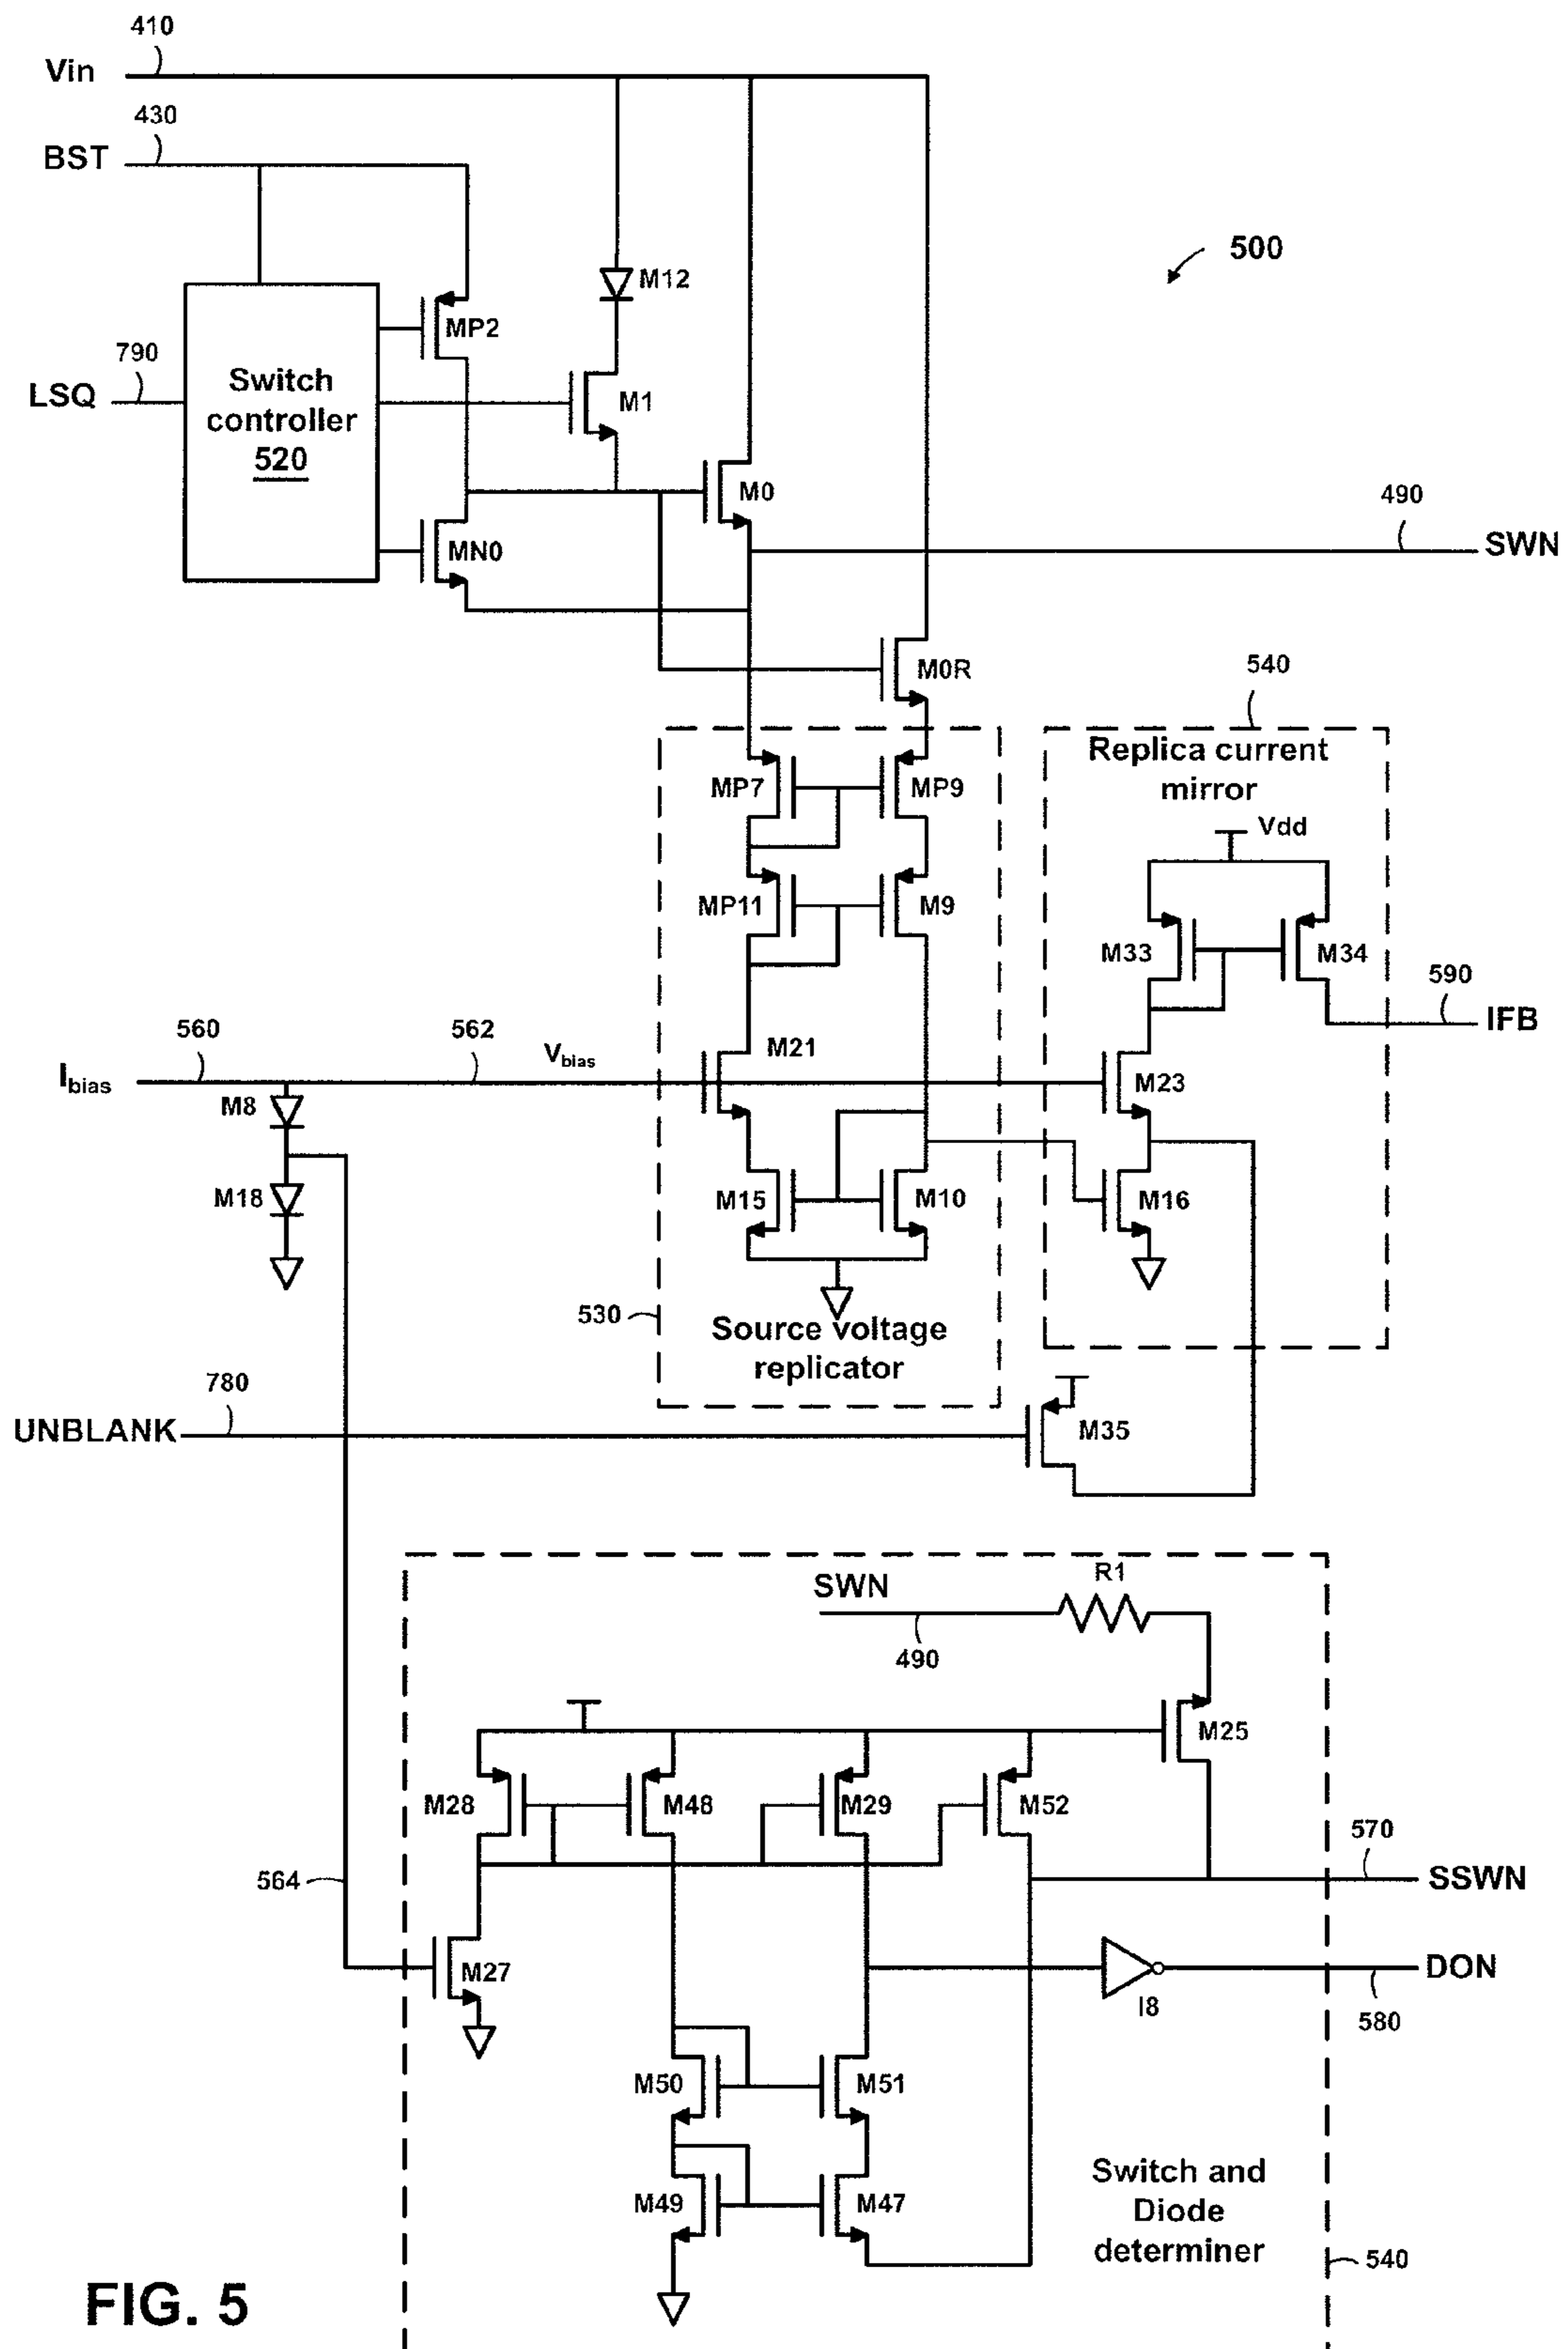 410
Vin
430
BST
500
M12
MP2
790
LSQ
Switch
controller
520
M1
M0
490
SWN
MN0
M0R
540
Replica current
mirror
MP7
MP9
Vdd
MP11
M9
M33
M34
590
IFB
560
562
Vbias
M21
Ibias
M8
M23
M18
M15
M10
M16
530
Source voltage
replicator
780
UNBLANK
M35
SWN
R1
490
M25
M28
M48
M29
M52
570
564
SSWN
M27
DON
I8
580
M50
M51
M49
M47
Switch and
Diode
determiner
540
FIG. 5